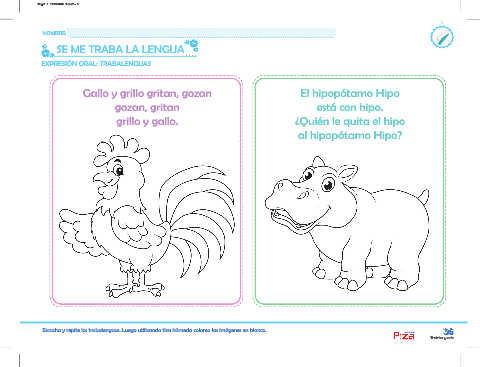 NOMBRE:
SE ME TRABA LA LENGUA
EXPRESIÓN ORAL: TRABALENGUAS
Gallo y grillo gritan, gozan
gozan, gritan
grillo y gallo.
El hipopótamo Hipo
está con hipo.
¿Quién le quita el hipo
al hipopótamo Hipo?
Escucha y repite los trabalenguas. Luego utilizando tiza húmeda colorea las imágenes en blanco.
36